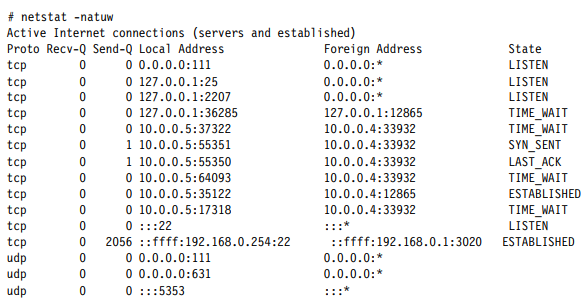 # netstat -natuw
Active Internet connections (servers and established)
Proto Recv-Q Send-Q Local Address           Foreign Address         State
tcp        0      0 0.0.0.0:111             0.0.0.0:*               LISTEN
tcp        0      0 127.0.0.1:25            0.0.0.0:*               LISTEN
tcp        0      0 127.0.0.1:2207          0.0.0.0:*               LISTEN
tcp        0      0 127.0.0.1:36285         127.0.0.1:12865         TIME_WAIT
tcp        0      0 10.0.0.5:37322          10.0.0.4:33932          TIME_WAIT
tcp        0      1 10.0.0.5:55351          10.0.0.4:33932          SYN_SENT
tcp        0      1 10.0.0.5:55350          10.0.0.4:33932          LAST_ACK
tcp        0      0 10.0.0.5:64093          10.0.0.4:33932          TIME_WAIT
tcp        0      0 10.0.0.5:35122          10.0.0.4:12865          ESTABLISHED
tcp        0      0 10.0.0.5:17318          10.0.0.4:33932          TIME_WAIT
tcp        0      0 :::22                   :::*                    LISTEN
tcp        0   2056 ::ffff:192.168.0.254:22  ::ffff:192.168.0.1:3020   ESTABLISHED
udp        0      0 0.0.0.0:111             0.0.0.0:*
udp        0      0 0.0.0.0:631             0.0.0.0:*
udp        0      0 :::5353                 :::*